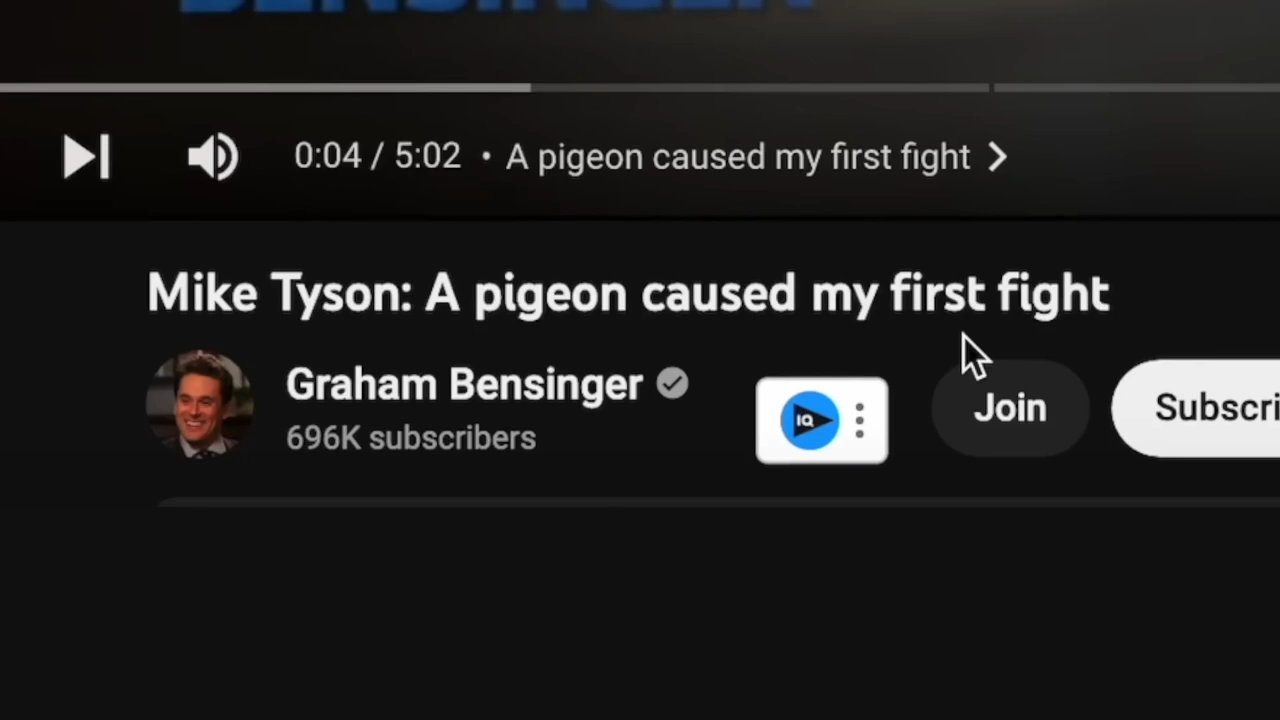 BENSINGER
0:04 / 5:02 • A pigeon caused my first fight
Mike Tyson: A pigeon caused my first fight
Graham Bensinger
696K subscribers
IQ
Join
Subscri